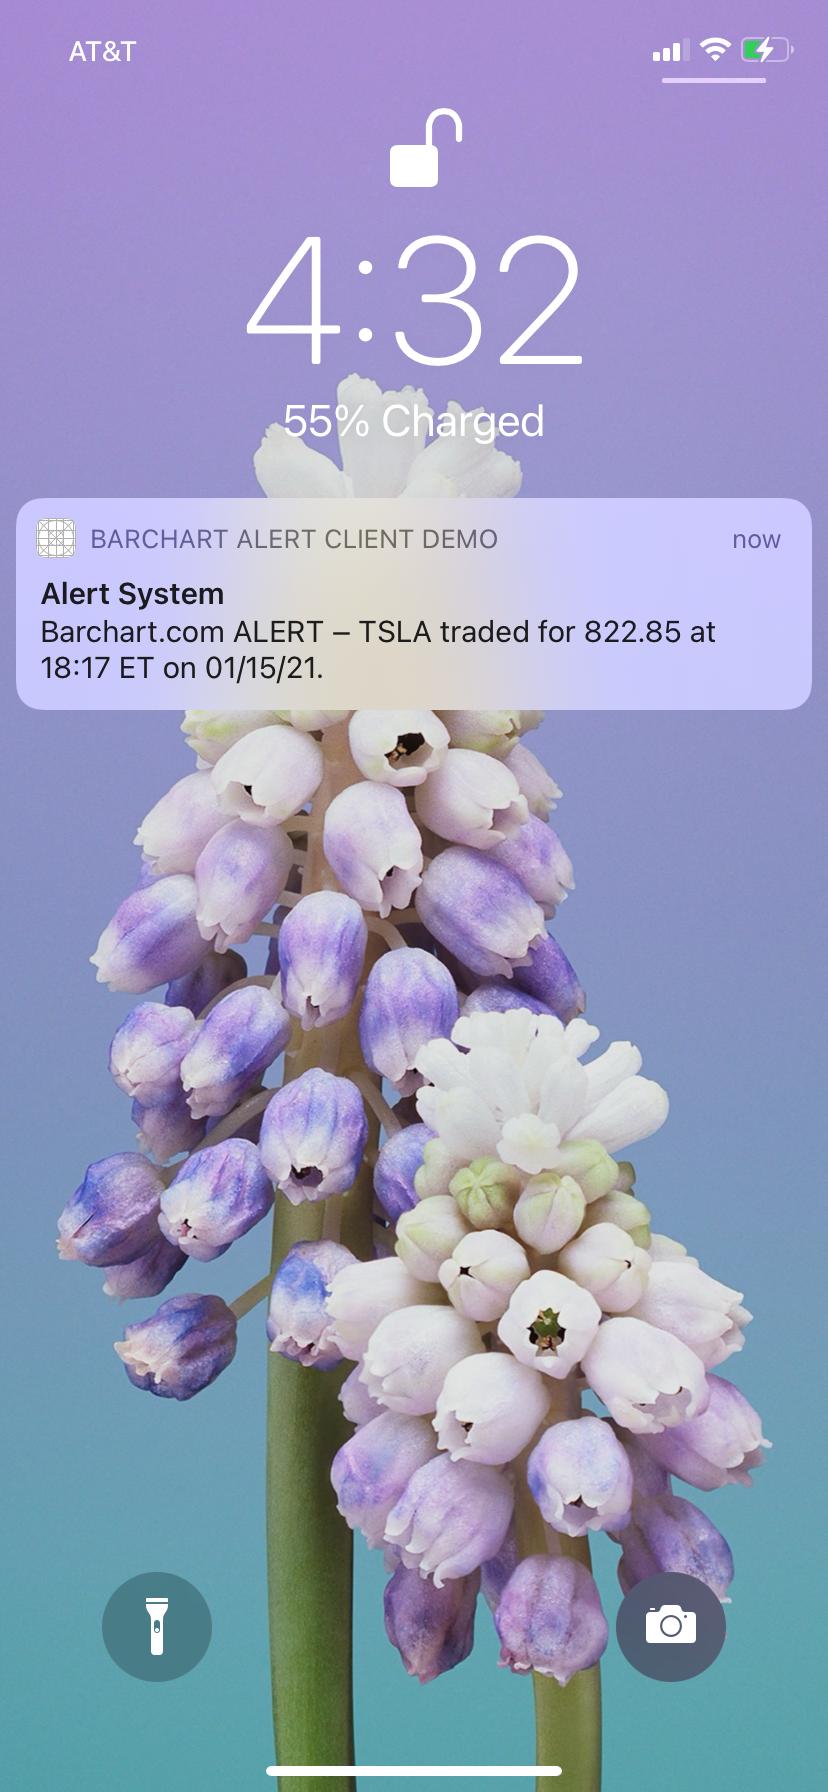 AT&T
4:32
55% Charged
BARCHART ALERT CLIENT DEMO now
Alert System
Barchart.com ALERT – TSLA traded for 822.85 at
18:17 ET on 01/15/21.